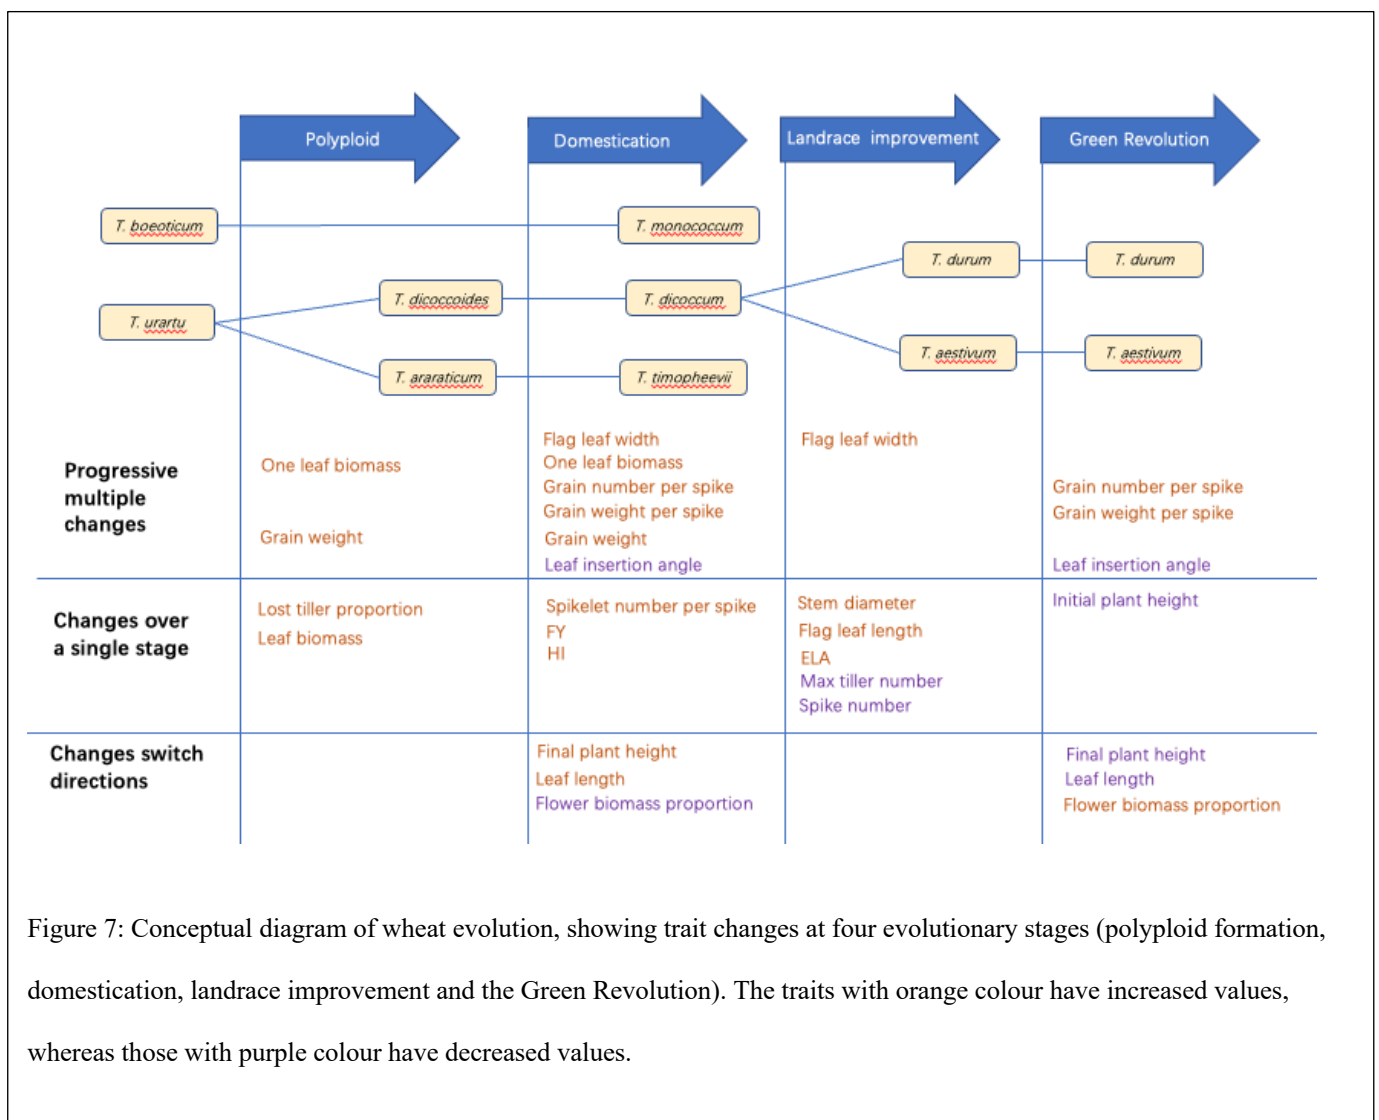 Polyploid
Domestication
Landrace improvement
Green Revolution
T. boeoticum
T. monococcum
T. durum
T. durum
T. dicoccoides
T. dicoccum
T. urartu
T. aestivum
T. aestivum
T. araraticum
T. timopheevii
Progressive
multiple
changes
One leaf biomass
Grain weight
Flag leaf width
One leaf biomass
Grain number per spike
Grain weight per spike
Grain weight
Leaf insertion angle
Flag leaf width
Grain number per spike
Grain weight per spike
Leaf insertion angle
Changes over
a single stage
Lost tiller proportion
Leaf biomass
Spikelet number per spike
FY
HI
Stem diameter
Flag leaf length
ELA
Max tiller number
Spike number
Initial plant height
Changes switch
directions
Final plant height
Leaf length
Flower biomass proportion
Final plant height
Leaf length
Flower biomass proportion
Figure 7: Conceptual diagram of wheat evolution, showing trait changes at four evolutionary stages (polyploid formation,
domestication, landrace improvement and the Green Revolution). The traits with orange colour have increased values,
whereas those with purple colour have decreased values.